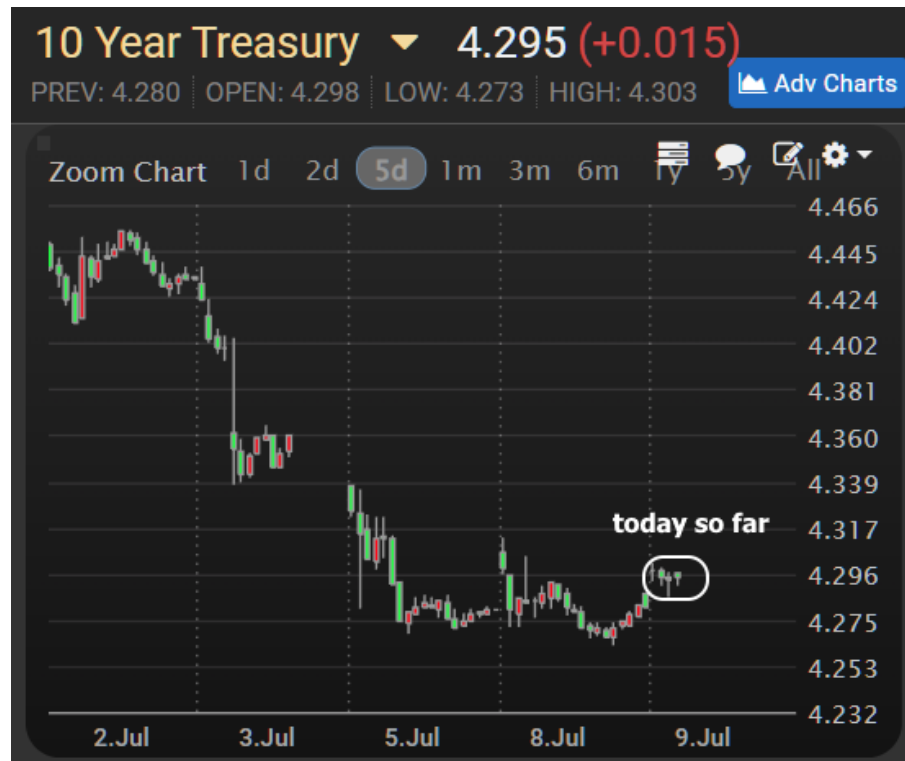 10 Year Treasury 4.295 (+0.015)
PREV: 4.280 OPEN: 4.298 LOW: 4.273 HIGH: 4.303
Adv Charts
Zoom Chart 1d 2d 5d 1m 3m 6m 1y 5y All
4.466
4.445
4.424
4.402
4.381
4.360
4.339
today so far
4.317
4.296
4.275
4.253
4.232
2.Jul 3.Jul 5.Jul 8.Jul 9.Jul